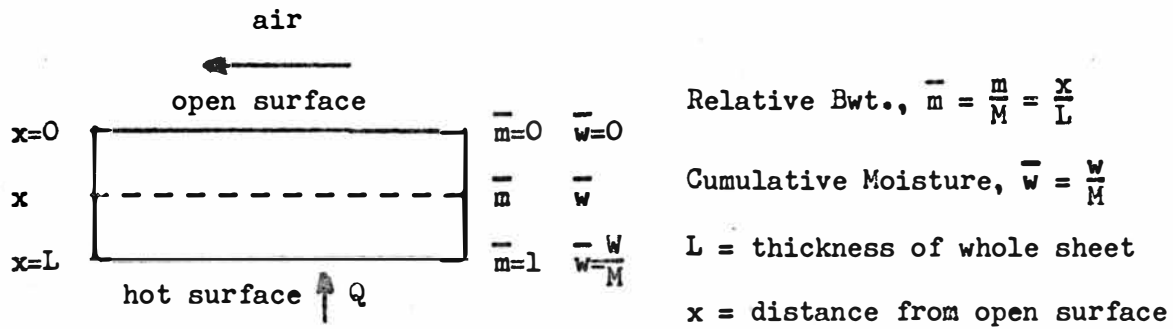 air
open surface
x=0 m̄=0 w̄=0
x m̄ w̄
x=L m̄=1 w̄=W/M
hot surface Q
Relative Bwt., m̄ = m/M = x/L
Cumulative Moisture, w̄ = w/M
L = thickness of whole sheet
x = distance from open surface